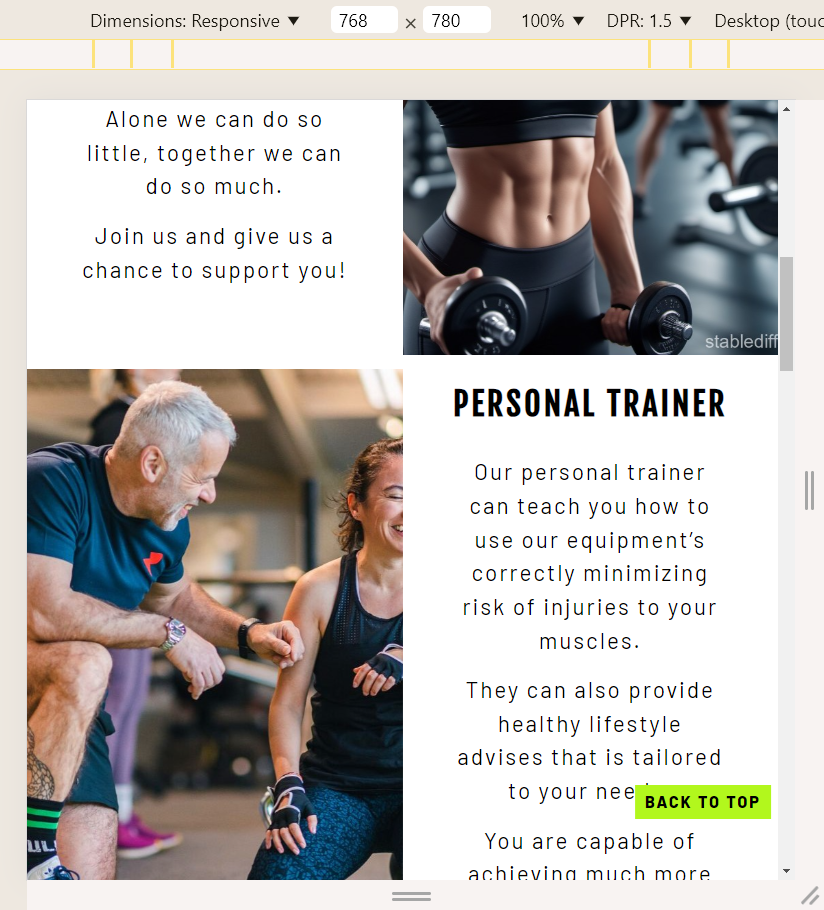 Dimensions: Responsive ▼ 768 × 780 100% ▼ DPR: 1.5 ▼ Desktop
Alone we can do so
little, together we can
do so much.
Join us and give us a
chance to support you!
stablediff
PERSONAL TRAINER
Our personal trainer
can teach you how to
use our equipment’s
correctly minimizing
risk of injuries to your
muscles.
They can also provide
healthy lifestyle
advises that is tailored
to your
BACK TO TOP
You are capable of
achieving much more